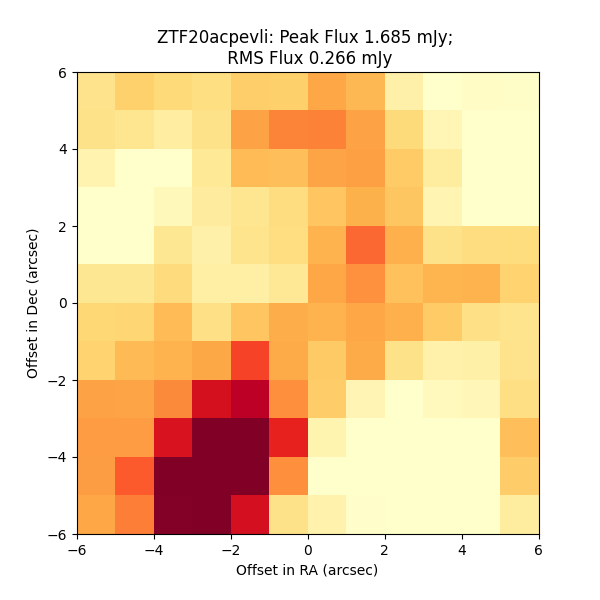 ZTF20acpevli: Peak Flux 1.685 mJy;
RMS Flux 0.266 mJy
6
4
2
0
−2
−4
−6
Offset in Dec (arcsec)
−6 −4 −2 0 2 4 6
Offset in RA (arcsec)